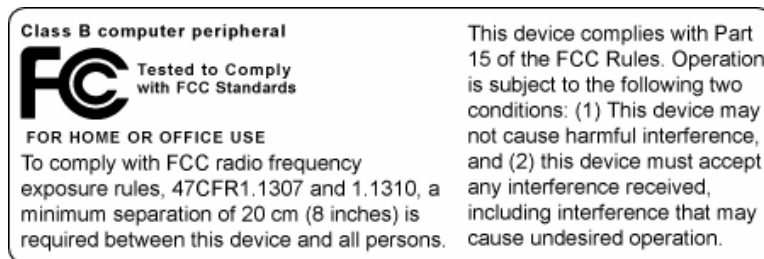 Class B computer peripheral
FC
Tested to Comply
with FCC Standards
FOR HOME OR OFFICE USE
To comply with FCC radio frequency
exposure rules, 47CFR1.1307 and 1.1310, a
minimum separation of 20 cm (8 inches) is
required between this device and all persons.
This device complies with Part
15 of the FCC Rules. Operation
is subject to the following two
conditions: (1) This device may
not cause harmful interference,
and (2) this device must accept
any interference received,
including interference that may
cause undesired operation.